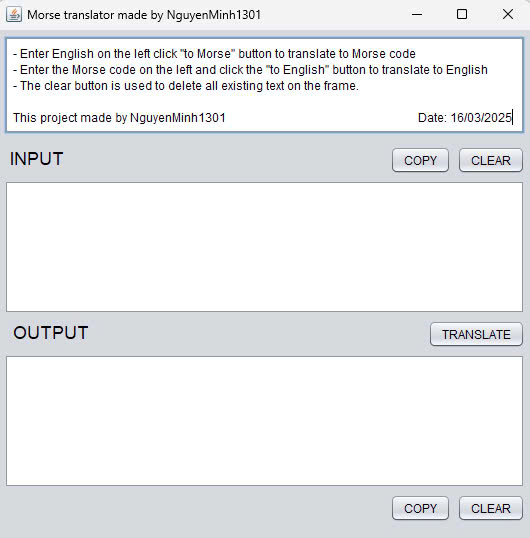 Morse translator made by NguyenMinh1301
- Enter English on the left click "to Morse" button to translate to Morse code
- Enter the Morse code on the left and click the "to English" button to translate to English
- The clear button is used to delete all existing text on the frame.
This project made by NguyenMinh1301 Date: 16/03/2025
INPUT COPY CLEAR
OUTPUT TRANSLATE
COPY CLEAR